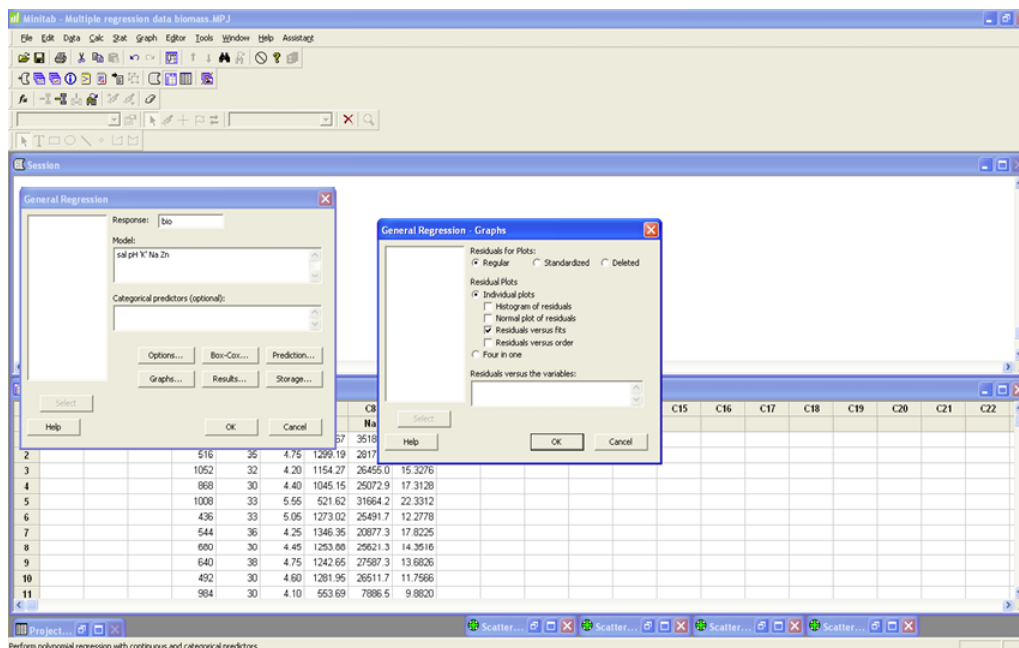 Minitab - Multiple regression data biomass.MPJ
File Edit Data Calc Stat Graph Editor Tools Window Help Assistant
Session
General Regression
Response: bio
Model:
sal pH 'K' Na Zn
Categorical predictors (optional):
Options... Box-Cox... Prediction...
Graphs... Results... Storage...
Select
Help OK Cancel
General Regression - Graphs
Residuals for Plots:
Regular Standardized Deleted
Residual Plots
Individual plots
Histogram of residuals
Normal plot of residuals
Residuals versus fits
Residuals versus order
Four in one
Residuals versus the variables:
Select
Help OK Cancel
C8 C15 C16 C17 C18 C19 C20 C21 C22
Na
3518
2 516 35 4.75 1299.19 2817
3 1052 32 4.20 1154.27 26455.0 15.3276
4 868 30 4.40 1045.15 25072.9 17.3128
5 1008 33 5.55 521.62 31664.2 22.3312
6 436 33 5.05 1273.02 25491.7 12.2778
7 544 36 4.25 1346.35 20877.3 17.8225
8 680 30 4.45 1253.88 25621.3 14.3516
9 640 38 4.75 1242.65 27587.3 13.6826
10 492 30 4.60 1281.95 26511.7 11.7566
11 984 30 4.10 553.69 7886.5 9.8820
Project... Scatter... Scatter... Scatter... Scatter...
Perform polynomial regression with continuous and categorical predictors